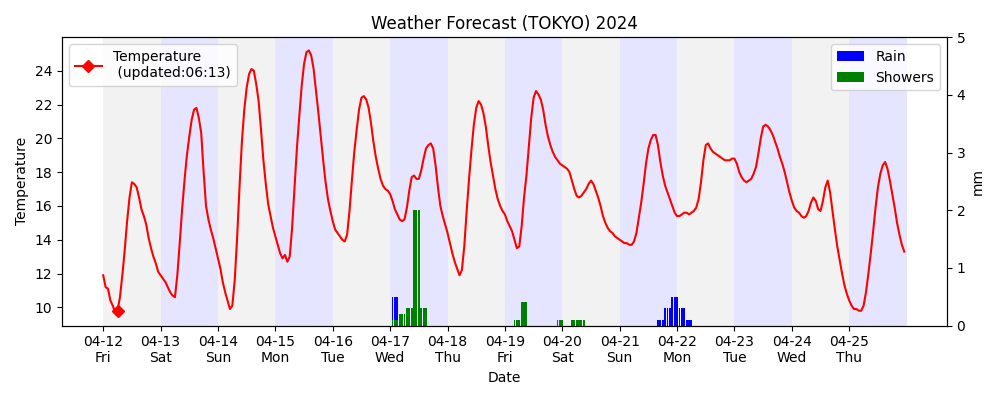 Weather Forecast (TOKYO) 2024
Temperature
(updated:06:13)
Rain
Showers
Temperature
24
22
20
18
16
14
12
10
5
4
3
2
1
0
mm
04-12 04-13 04-14 04-15 04-16 04-17 04-18 04-19 04-20 04-21 04-22 04-23 04-24 04-25
Fri Sat Sun Mon Tue Wed Thu Fri Sat Sun Mon Tue Wed Thu
Date